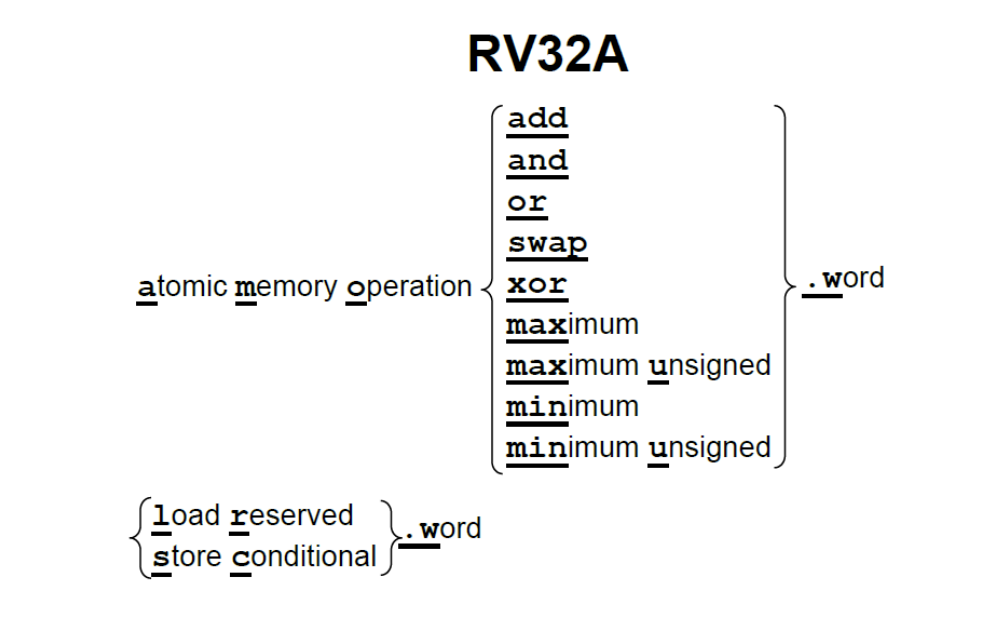 RV32A
add
and
or
swap
xor
maximum
maximum unsigned
minimum
minimum unsigned
atomic memory operation
.word
load reserved
store conditional
.word